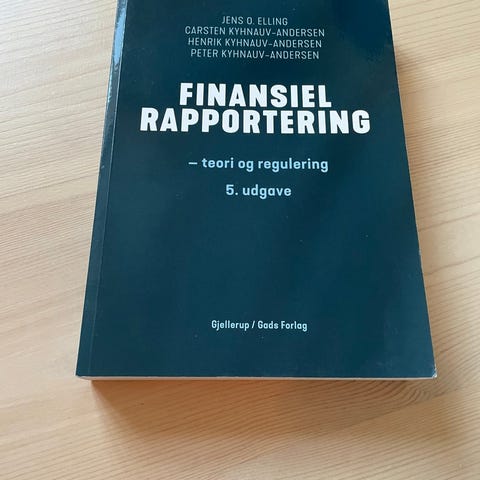 JENS O. ELLING
CARSTEN KYHNAUV-ANDERSEN
HENRIK KYHNAUV-ANDERSEN
PETER KYHNAUV-ANDERSEN
FINANSIEL
RAPPORTERING
– teori og regulering
5. udgave
Gjellerup / Gads Forlag